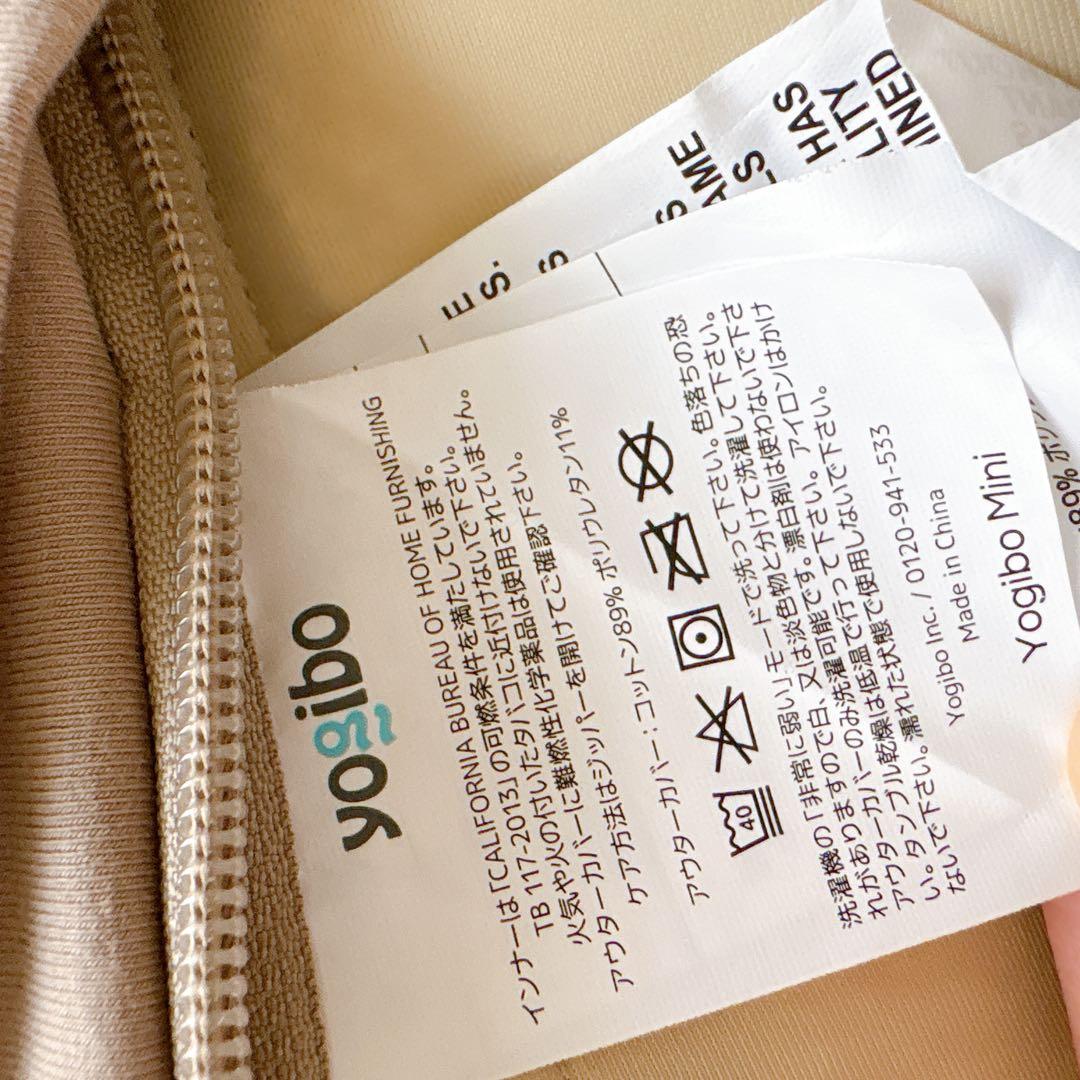 yogibo
インナーは「CALIFORNIA BUREAU OF HOME FURNISHING
TB 117-2013」の可燃条件を満たしています。
火気や火の付いたタバコに近付けないで下さい。
アウターカバーに難燃性化学薬品は使用されていません。
ケア方法はジッパーを開けてご確認下さい。
アウターカバー:コットン89% ポリウレタン11%
40
洗濯機の「非常に弱い」モードで洗って下さい。色落ちの恐
れがありますので白、又は淡色物と分けて洗濯して下さい。
アウターカバーのお洗濯可能です。漂白剤は使わないで下さ
い。タンブル乾燥は低温で行って下さい。アイロンはかけ
ないで下さい。濡れた状態で使用しないで下さい。
Yogibo Inc. / 0120-941-533
Made in China
Yogibo Mini
HAS
LITY
AME
89% ポリ